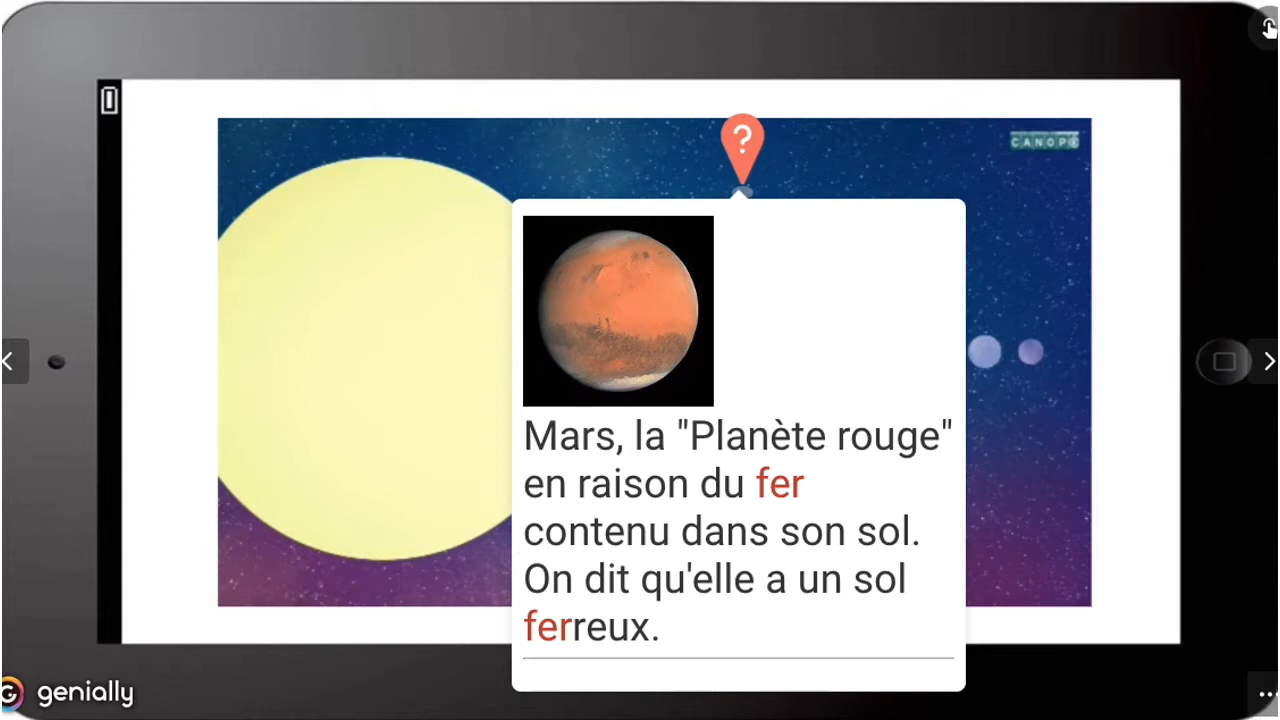 ?
CANOPÉ
Mars, la "Planète rouge"
en raison du fer
contenu dans son sol.
On dit qu'elle a un sol
ferreux.
genially